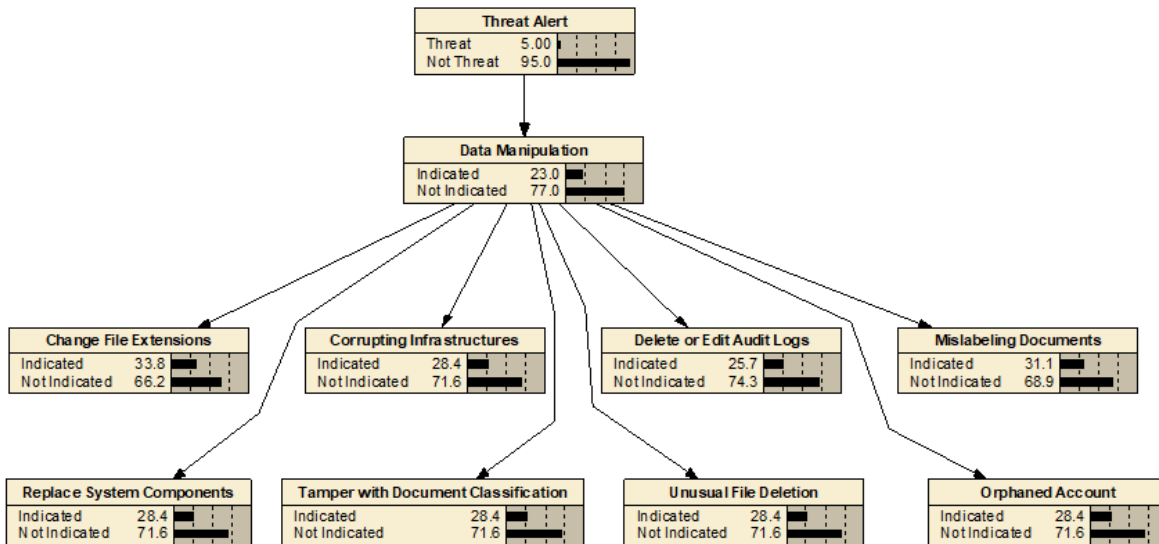 Threat Alert
Threat 5.00
Not Threat 95.0
Data Manipulation
Indicated 23.0
Not Indicated 77.0
Change File Extensions
Indicated 33.8
Not Indicated 66.2
Corrupting Infrastructures
Indicated 28.4
Not Indicated 71.6
Delete or Edit Audit Logs
Indicated 25.7
Not Indicated 74.3
Mislabeling Documents
Indicated 31.1
Not Indicated 68.9
Replace System Components
Indicated 28.4
Not Indicated 71.6
Tamper with Document Classification
Indicated 28.4
Not Indicated 71.6
Unusual File Deletion
Indicated 28.4
Not Indicated 71.6
Orphaned Account
Indicated 28.4
Not Indicated 71.6